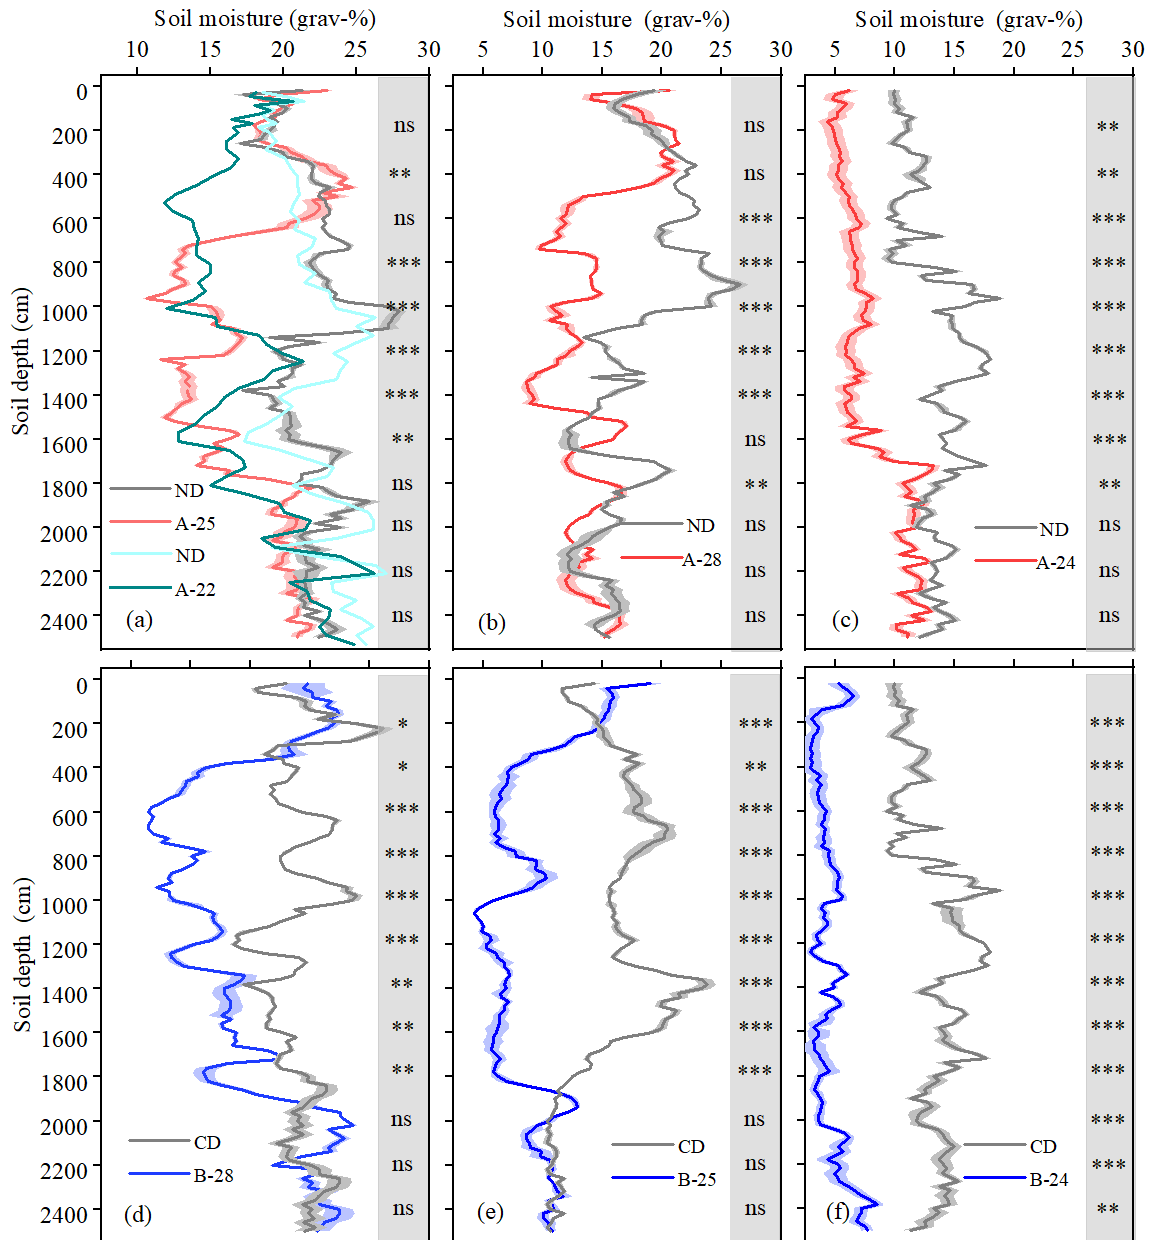 Soil moisture (grav-%)
Soil moisture (grav-%)
Soil moisture (grav-%)
10 15 20 25 30
5 10 15 20 25 30
5 10 15 20 25 30
Soil depth (cm)
0
200
400
600
800
1000
1200
1400
1600
1800
2000
2200
2400
ns
**
ns
***
***
***
***
**
ns
ns
ns
ns
ND
A-25
ND
A-22
(a)
ns
ns
***
***
***
***
***
ns
**
ns
ns
ns
ND
A-28
(b)
**
**
***
***
***
***
***
***
**
ns
ns
ns
ND
A-24
(c)
Soil depth (cm)
0
200
400
600
800
1000
1200
1400
1600
1800
2000
2200
2400
*
*
***
***
***
***
**
**
**
ns
ns
ns
CD
B-28
(d)
***
**
***
***
***
***
***
***
***
ns
ns
ns
CD
B-25
(e)
***
***
***
***
***
***
***
***
***
***
***
**
CD
B-24
(f)